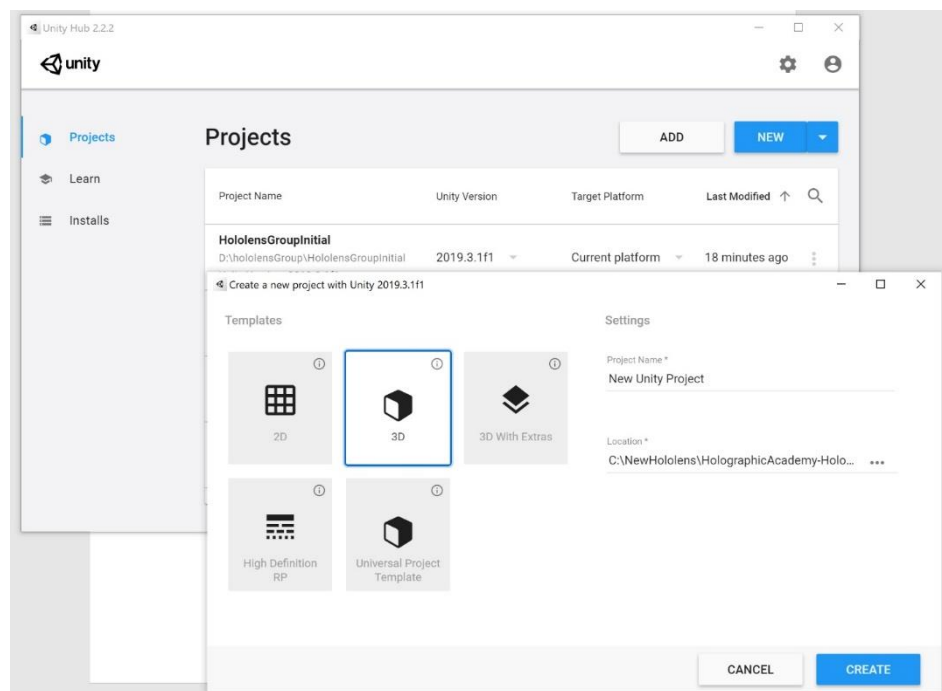 Unity Hub 2.2.2
unity
Projects
Learn
Installs
Projects
ADD
NEW
Project Name
Unity Version
Target Platform
Last Modified
HololensGroupInitial
D:\hololensGroup\HololensGroupInitial
2019.3.1f1
Current platform
18 minutes ago
Create a new project with Unity 2019.3.1f1
Templates
Settings
2D
3D
3D With Extras
High Definition
RP
Universal Project
Template
Project Name *
New Unity Project
Location *
C:\NewHololens\HolographicAcademy-Holo...
CANCEL
CREATE